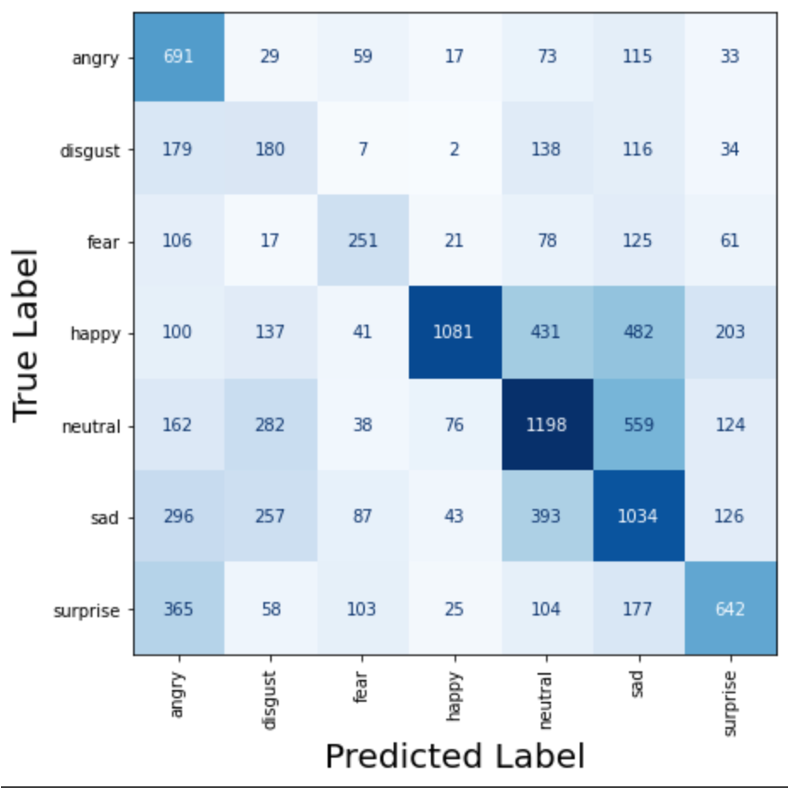 angry 691 29 59 17 73 115 33
disgust 179 180 7 2 138 116 34
fear 106 17 251 21 78 125 61
happy 100 137 41 1081 431 482 203
neutral 162 282 38 76 1198 559 124
sad 296 257 87 43 393 1034 126
surprise 365 58 103 25 104 177 642
True Label
angry disgust fear happy neutral sad surprise
Predicted Label